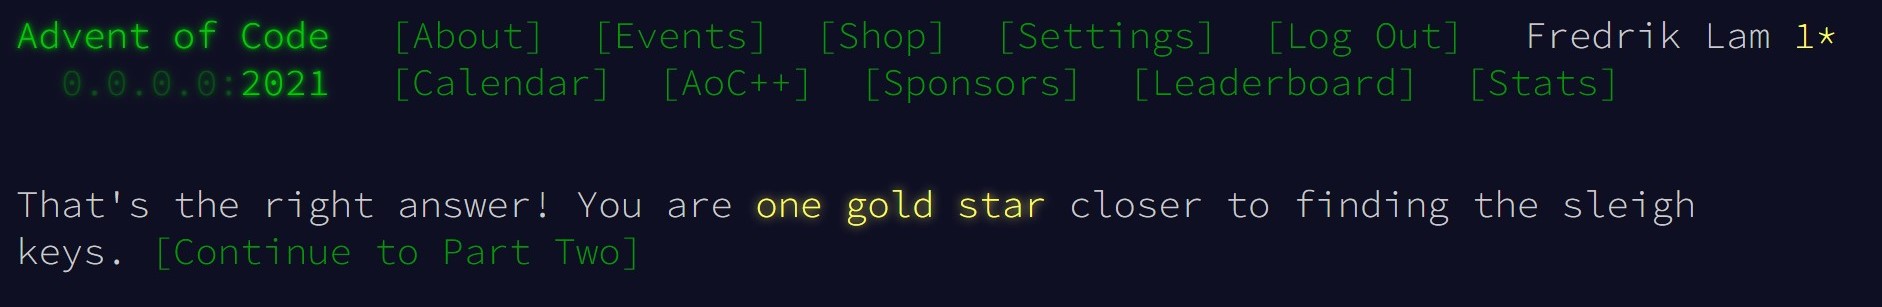 Advent of Code [About] [Events] [Shop] [Settings] [Log Out] Fredrik Lam 1*
0.0.0.0:2021 [Calendar] [AoC++] [Sponsors] [Leaderboard] [Stats]
That's the right answer! You are one gold star closer to finding the sleigh
keys. [Continue to Part Two]